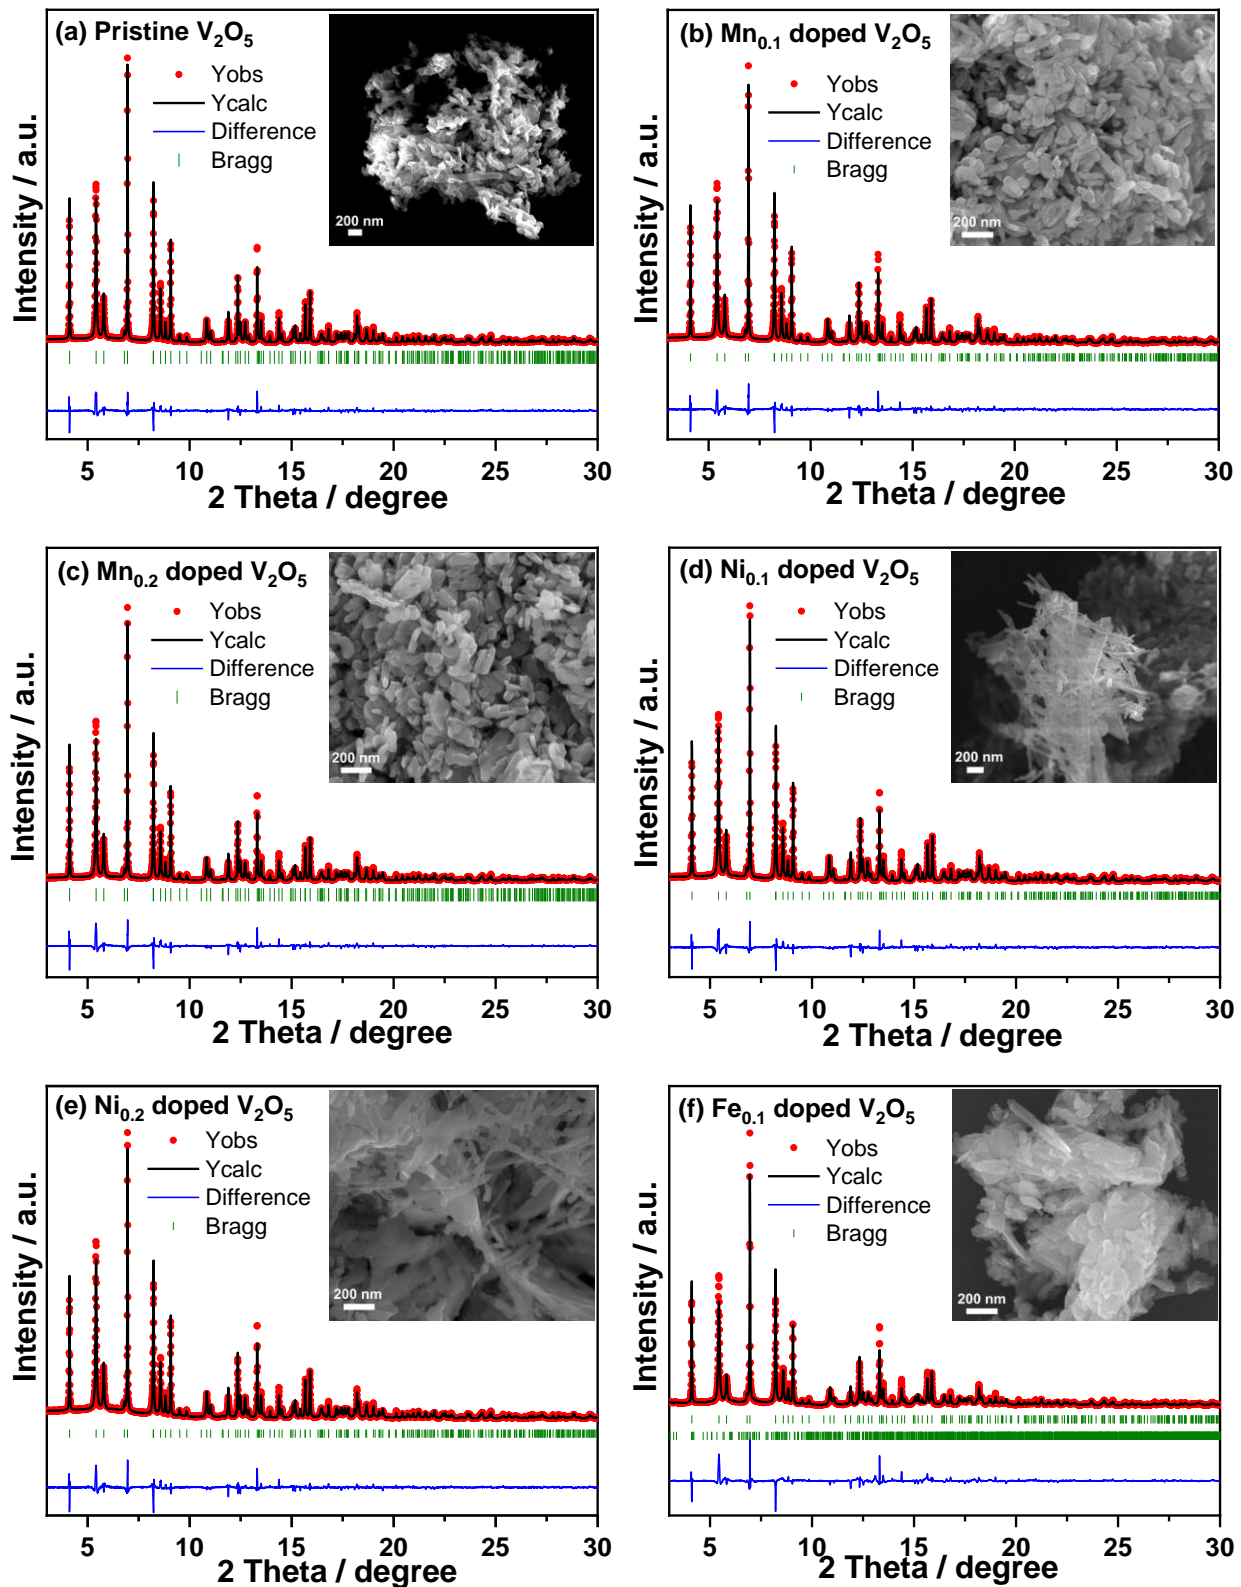 (a) Pristine V₂O₅
Yobs
Ycalc
Difference
Bragg
200 nm
Intensity / a.u.
5 10 15 20 25 30
2 Theta / degree
(b) Mn₀.₁ doped V₂O₅
Yobs
Ycalc
Difference
Bragg
200 nm
Intensity / a.u.
5 10 15 20 25 30
2 Theta / degree
(c) Mn₀.₂ doped V₂O₅
Yobs
Ycalc
Difference
Bragg
200 nm
Intensity / a.u.
5 10 15 20 25 30
2 Theta / degree
(d) Ni₀.₁ doped V₂O₅
Yobs
Ycalc
Difference
Bragg
200 nm
Intensity / a.u.
5 10 15 20 25 30
2 Theta / degree
(e) Ni₀.₂ doped V₂O₅
Yobs
Ycalc
Difference
Bragg
200 nm
Intensity / a.u.
5 10 15 20 25 30
2 Theta / degree
(f) Fe₀.₁ doped V₂O₅
Yobs
Ycalc
Difference
Bragg
200 nm
Intensity / a.u.
5 10 15 20 25 30
2 Theta / degree